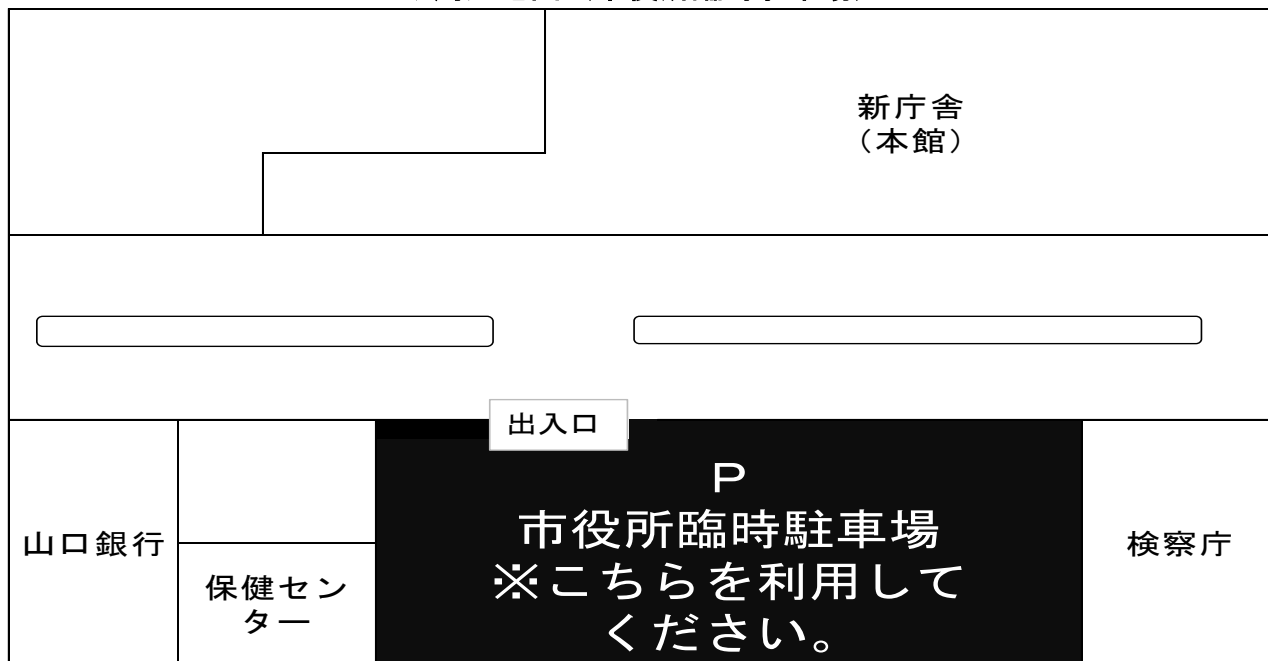 新庁舎
（本館）
出入口
P
市役所臨時駐車場
※こちらを利用して
ください。
山口銀行
保健セン
ター
検察庁